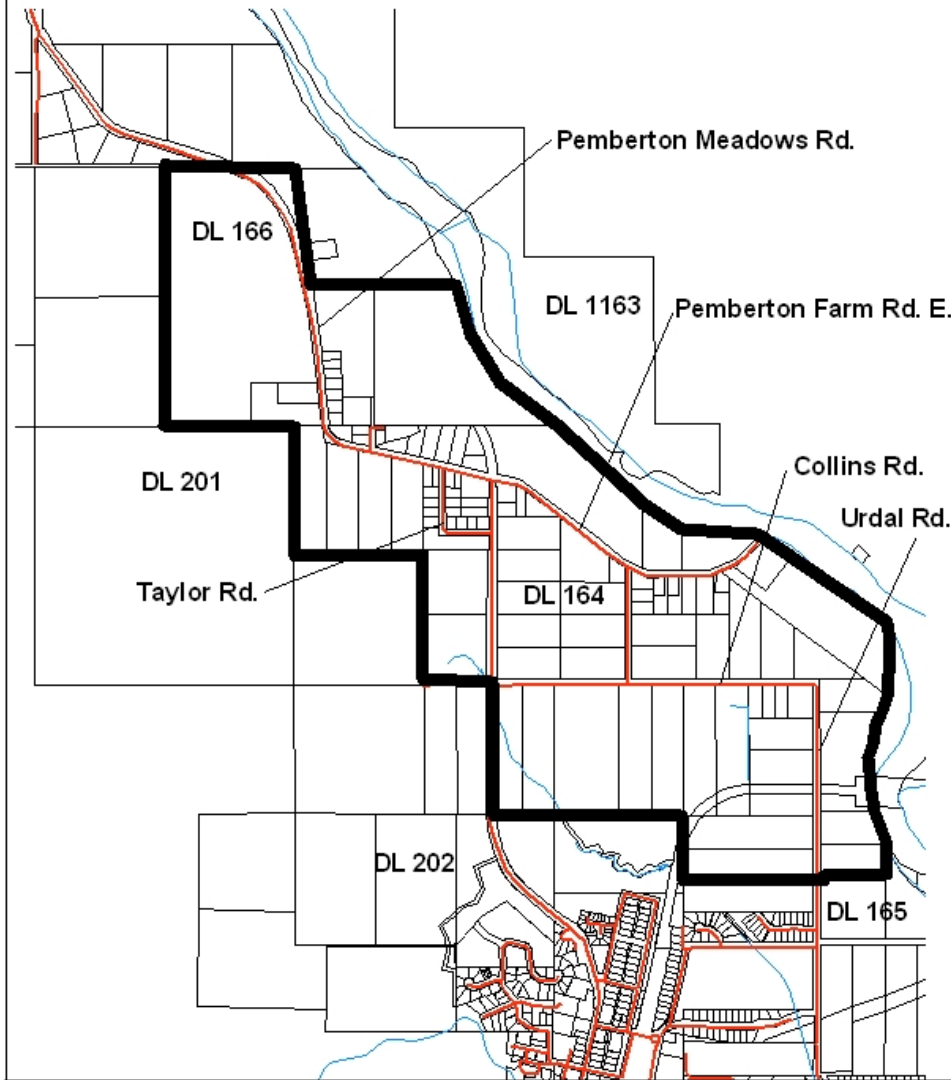 Pemberton Meadows Rd.
DL 166
DL 1163
Pemberton Farm Rd. E.
Collins Rd.
DL 201
Urdal Rd.
Taylor Rd.
DL 164
DL 202
DL 165